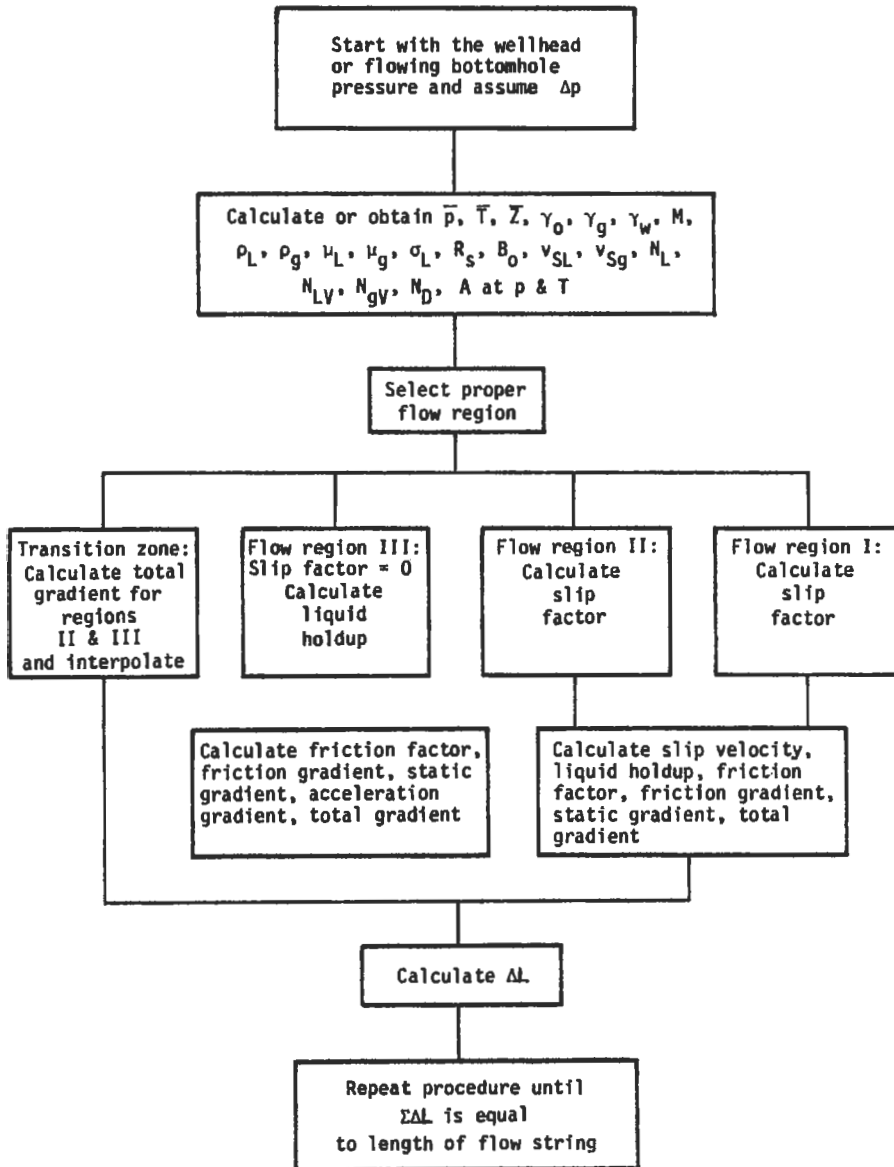 Start with the wellhead
or flowing bottomhole
pressure and assume Δp
Calculate or obtain p̅, T̅, Z̅, γo, γg, γw, M,
ρL, ρg, μL, μg, σL, Rs, Bo, vSL, vSg, NL,
NLV, NgV, ND, A at p & T
Select proper
flow region
Transition zone:
Calculate total
gradient for
regions
II & III
and interpolate
Flow region III:
Slip factor = 0
Calculate
liquid
holdup
Flow region II:
Calculate
slip
factor
Flow region I:
Calculate
slip
factor
Calculate friction factor,
friction gradient, static
gradient, acceleration
gradient, total gradient
Calculate slip velocity,
liquid holdup, friction
factor, friction gradient,
static gradient, total
gradient
Calculate ΔL
Repeat procedure until
ΣΔL is equal
to length of flow string